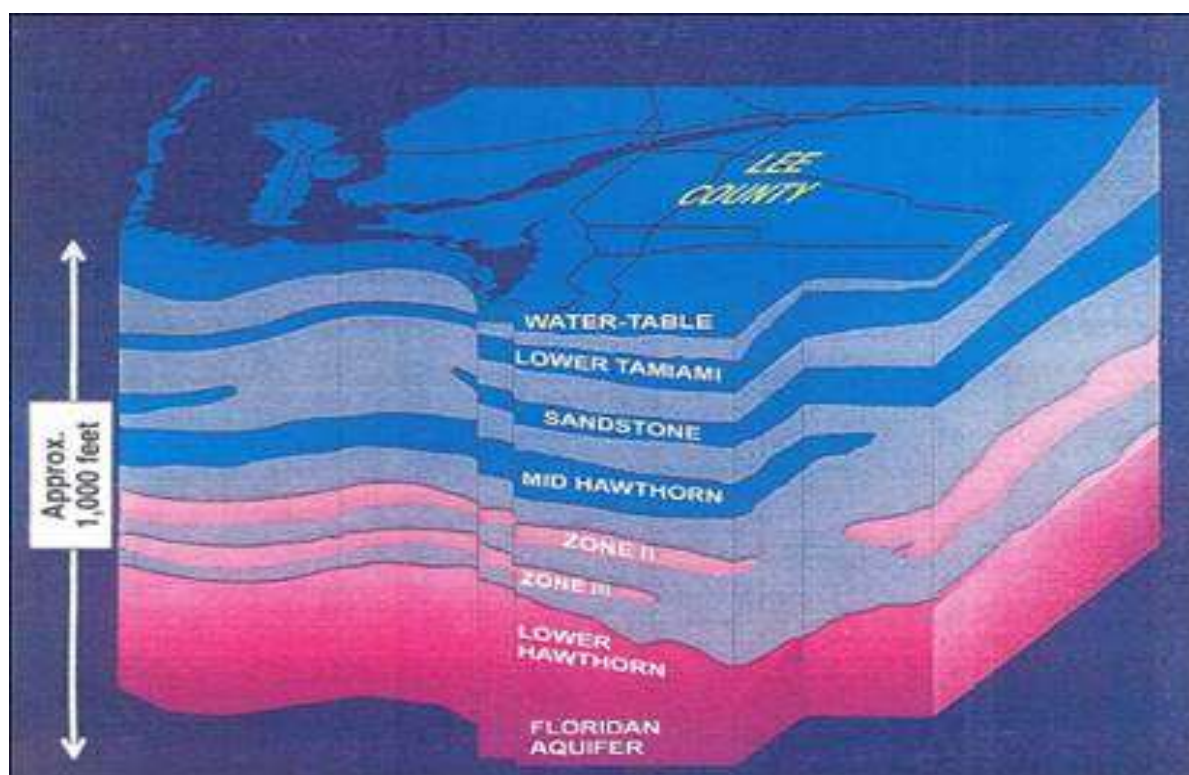 LEE
COUNTY
WATER-TABLE
LOWER TAMIAMI
SANDSTONE
MID HAWTHORN
ZONE II
ZONE III
LOWER
HAWTHORN
FLORIDAN
AQUIFER
Approx.
1,000 feet